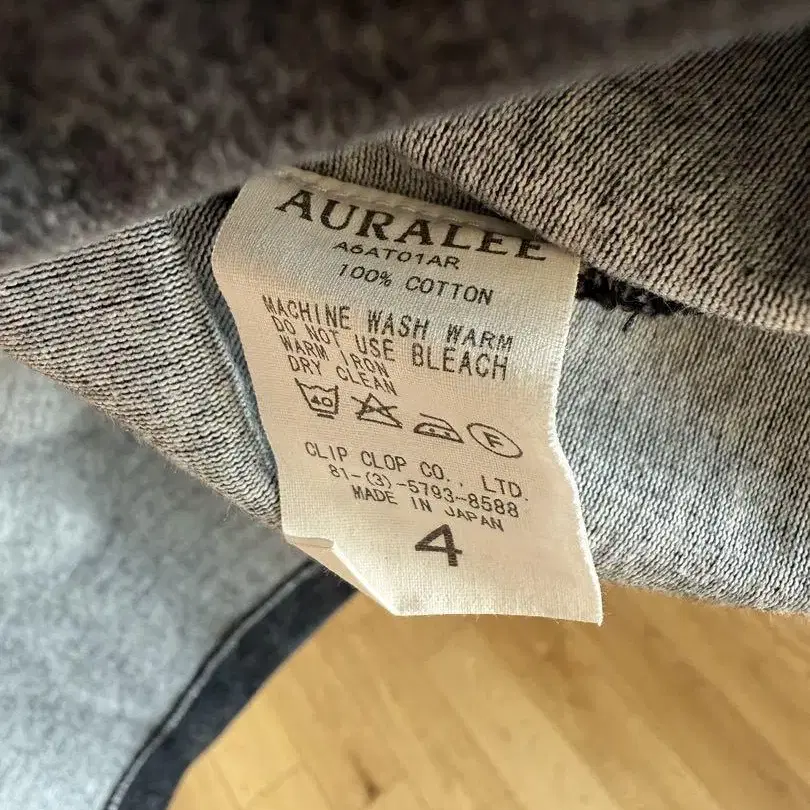 AURALEE
A6AT01AR
100% COTTON
MACHINE WASH WARM
DO NOT USE BLEACH
WARM IRON
DRY CLEAN
40
F
CLIP CLOP CO., LTD.
81-(3)-5793-8588
MADE IN JAPAN
4